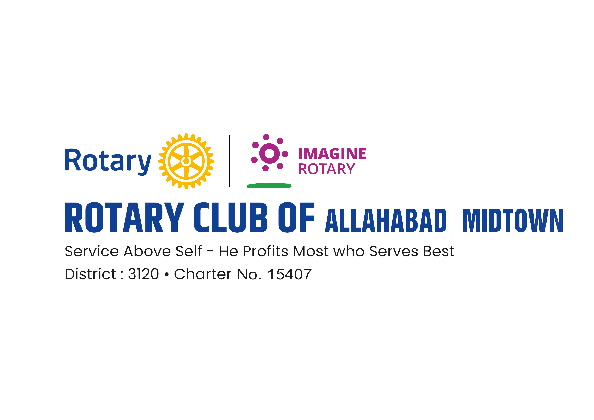 Rotary
IMAGINE
ROTARY
ROTARY CLUB OF ALLAHABAD MIDTOWN
Service Above Self - He Profits Most who Serves Best
District : 3120 • Charter No. 15407